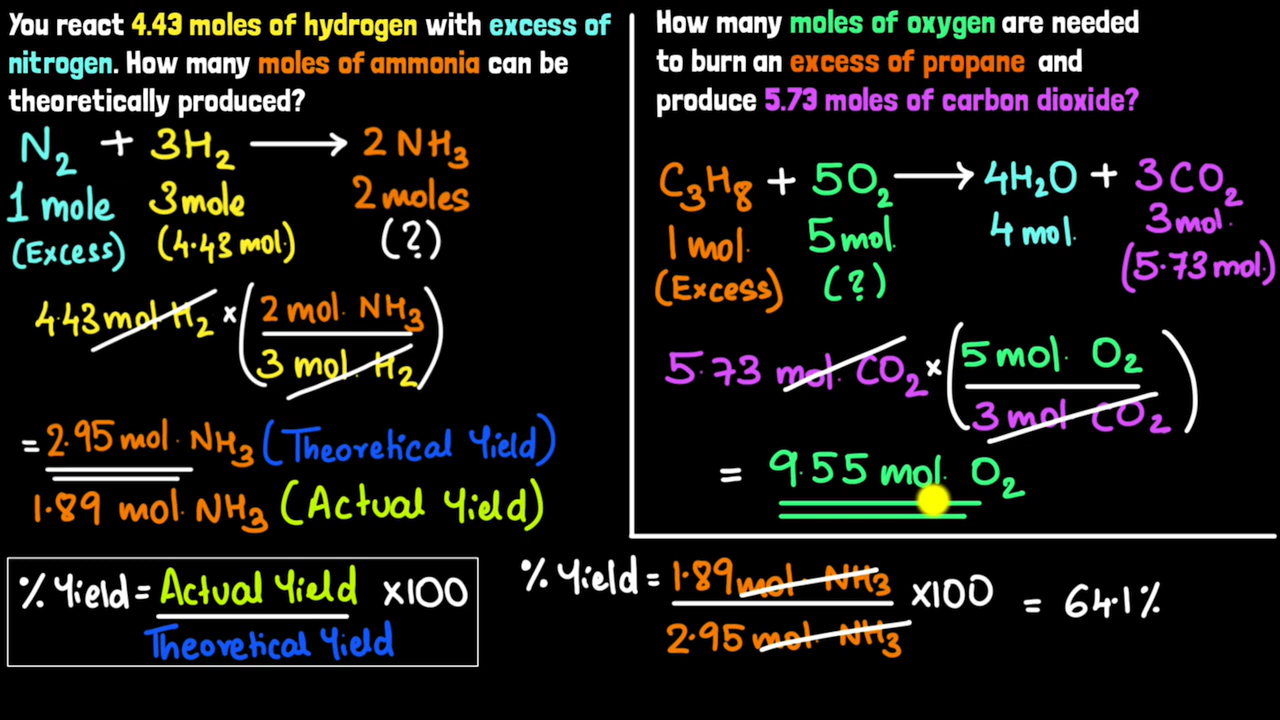 You react 4.43 moles of hydrogen with excess of
nitrogen. How many moles of ammonia can be
theoretically produced?
N₂ + 3H₂ ⟶ 2 NH₃
1 mole 3 mole 2 moles
(Excess) (4.43 mol.) (?)
4.43 mol H₂ × (2 mol. NH₃
3 mol. H₂)
= 2.95 mol. NH₃ (Theoretical Yield)
1.89 mol. NH₃ (Actual Yield)
How many moles of oxygen are needed
to burn an excess of propane and
produce 5.73 moles of carbon dioxide?
C₃H₈ + 5O₂ ⟶ 4H₂O + 3CO₂
1 mol. 5 mol. 4 mol. 3 mol.
(Excess) (?) (5.73 mol.)
5.73 mol. CO₂ × (5 mol. O₂
3 mol CO₂)
= 9.55 mol. O₂
% Yield = Actual Yield ×100
Theoretical Yield
% Yield = 1.89 mol. NH₃ ×100 = 64.1%
2.95 mol. NH₃